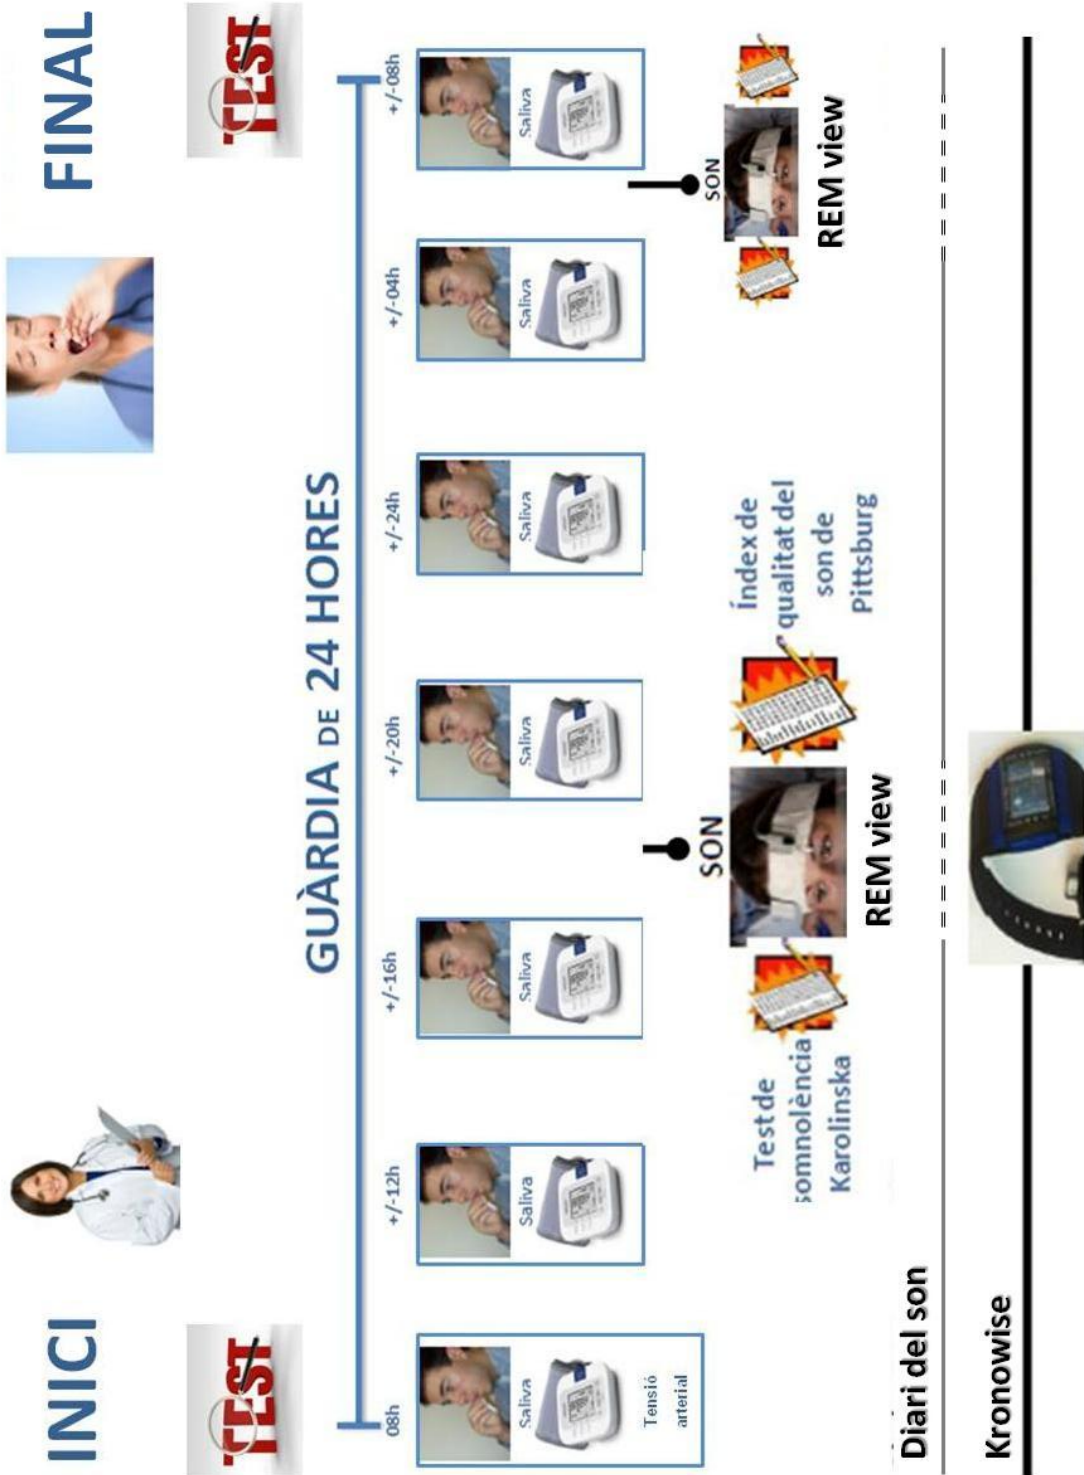 INICI
FINAL
TEST
TEST
GUÀRDIA DE 24 HORES
08h
+/-12h
+/-16h
+/-20h
+/-24h
+/-04h
+/-08h
Saliva
Saliva
Saliva
Saliva
Saliva
Saliva
Saliva
Tensió
arterial
SON
SON
Test de
somnolència
Karolinska
REM view
Índex de
qualitat del
son de
Pittsburg
REM view
Diari del son
Kronowise